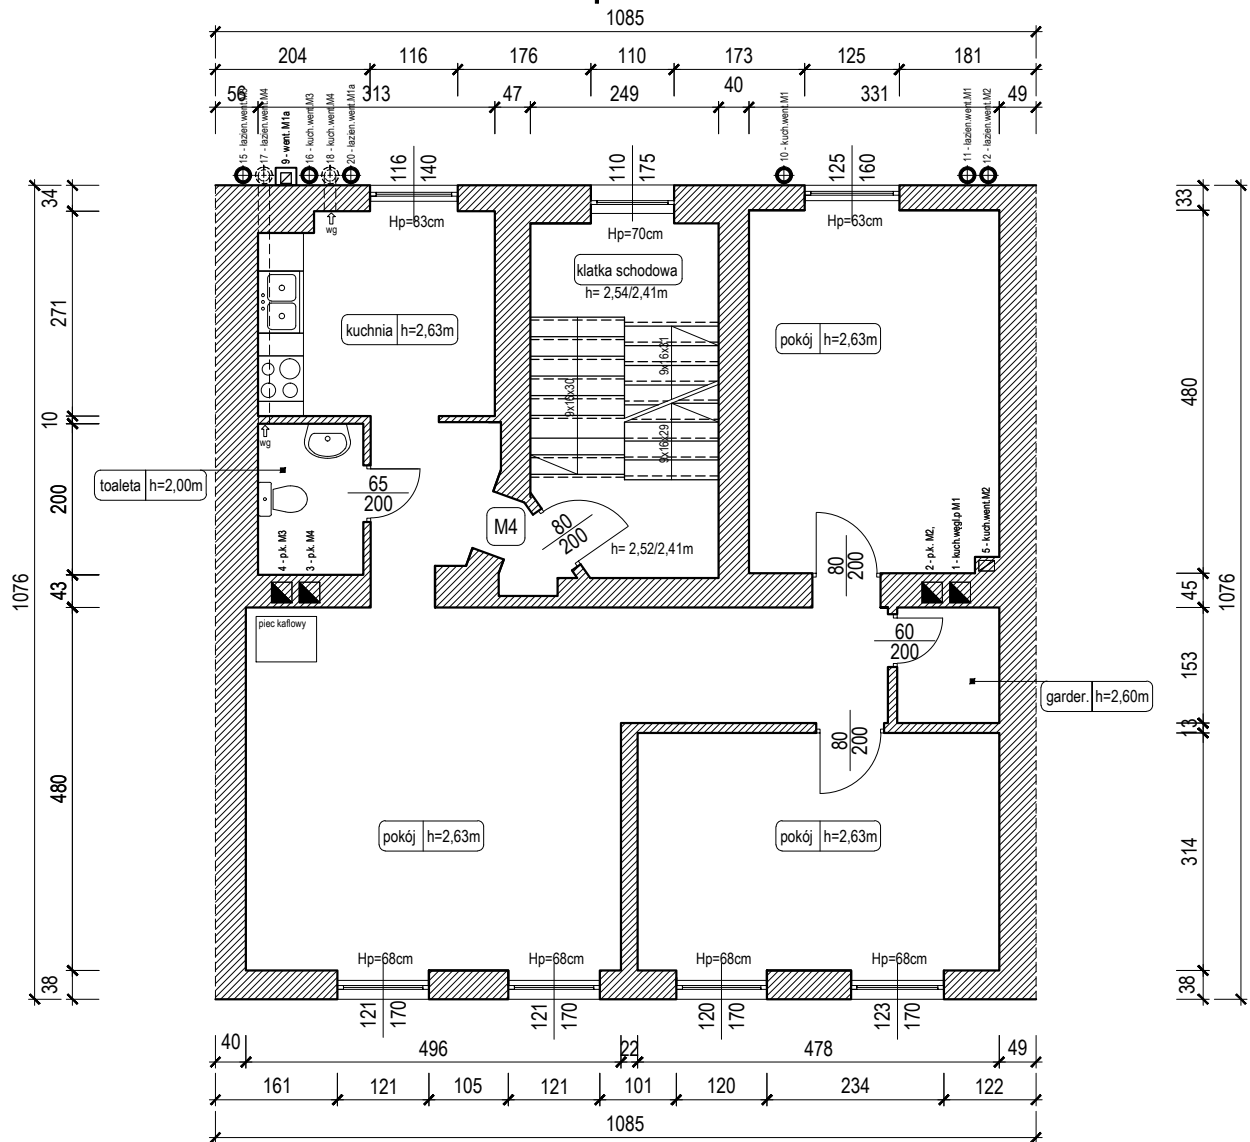 1085
204 116 176 110 173 125 181
56 313 47 249 40 331 49
17 - lazien.went.M4
9 - went. M1a
16 - kuch.went.M3
18 - kuch.went.M4
20 - lazien.went.M1a
10 - kuch.went.M1
11 - lazien.went.M1
12 - lazien.went.M2
116 140
110 175
125 160
34
33
wg
Hp=83cm
Hp=70cm
Hp=63cm
klatka schodowa
h= 2,54/2,41m
271
kuchnia h=2,63m
pokój h=2,63m
9x16x31
9x16x30
480
10
9x16x29
wg
toaleta h=2,00m
65
200
200
M4
80
200
h= 2,52/2,41m
4 - p.k. M3
3 - p.k. M4
2 - p.k. M2,
1 - kuch.węgl.p M1
5 - kuch.went.M2
80
200
1076
43
45
1076
piec kaflowy
60
200
153
garder. h=2,60m
13
80
200
480
pokój h=2,63m
pokój h=2,63m
314
Hp=68cm
Hp=68cm
Hp=68cm
Hp=68cm
38
38
121 170
121 170
120 170
123 170
40 496 22 478 49
161 121 105 121 101 120 234 122
1085